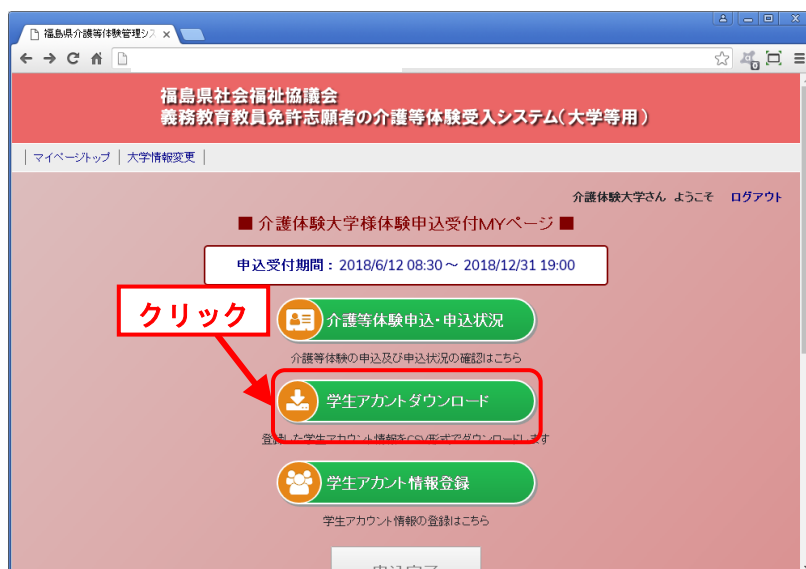 福島県介護等体験管理シス
福島県社会福祉協議会
義務教育教員免許志願者の介護等体験受入システム(大学等用)
| マイページトップ | 大学情報変更 |
介護体験大学さん ようこそ ログアウト
■ 介護体験大学様体験申込受付MYページ ■
申込受付期間：2018/6/12 08:30～ 2018/12/31 19:00
クリック
介護等体験申込・申込状況
介護等体験の申込及び申込状況の確認はこちら
学生アカントダウンロード
登録した学生アカウント情報をCSV形式でダウンロードします
学生アカント情報登録
学生アカウント情報の登録はこちら
申込完了